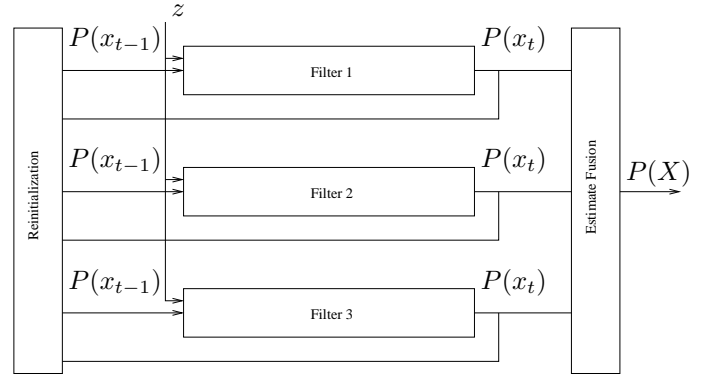 z
P(x_{t−1})
P(x_t)
Filter 1
P(x_{t−1})
P(x_t)
Filter 2
P(x_{t−1})
P(x_t)
Filter 3
Reinitialization
Estimate Fusion
P(X)